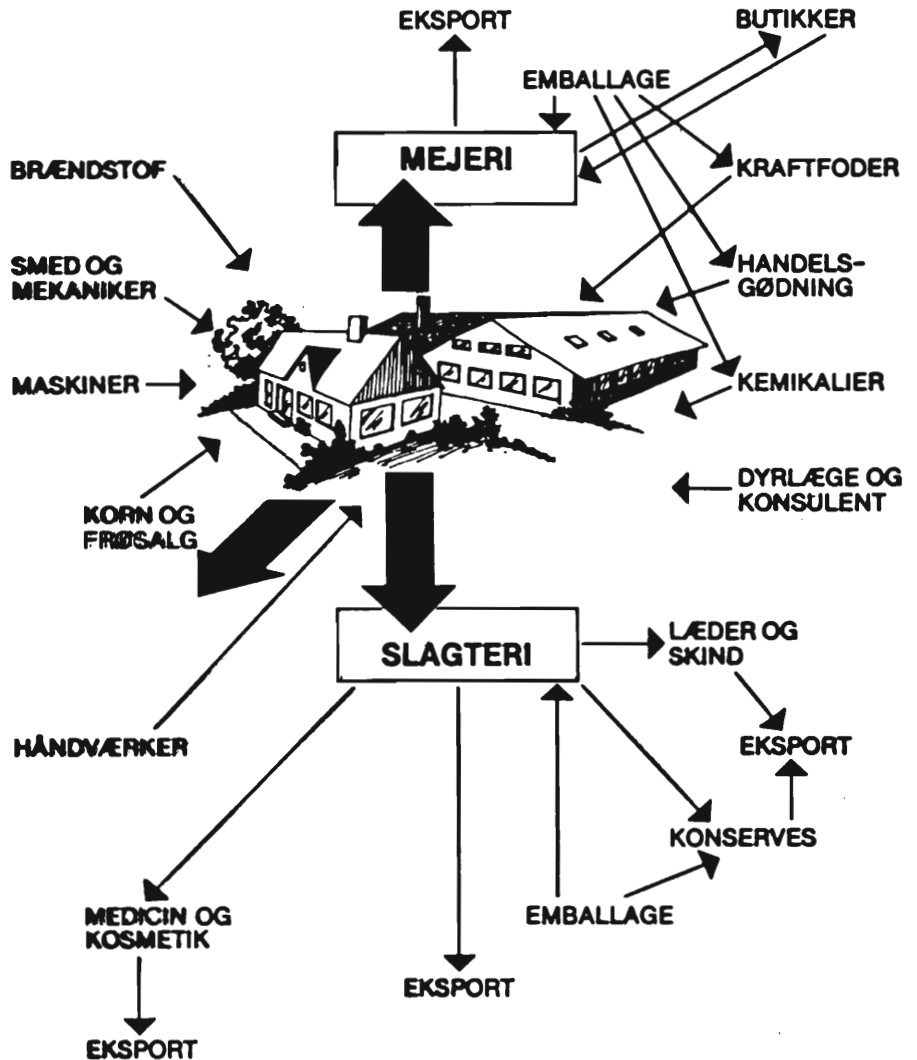 EKSPORT
BUTIKKER
EMBALLAGE
MEJERI
BRÆNDSTOF
KRAFTFODER
SMED OG
MEKANIKER
HANDELS-
GØDNING
MASKINER
KEMIKALIER
KORN OG
FRØSALG
DYRLÆGE OG
KONSULENT
SLAGTERI
LÆDER OG
SKIND
HÅNDVÆRKER
EKSPORT
KONSERVES
MEDICIN OG
KOSMETIK
EMBALLAGE
EKSPORT
EKSPORT